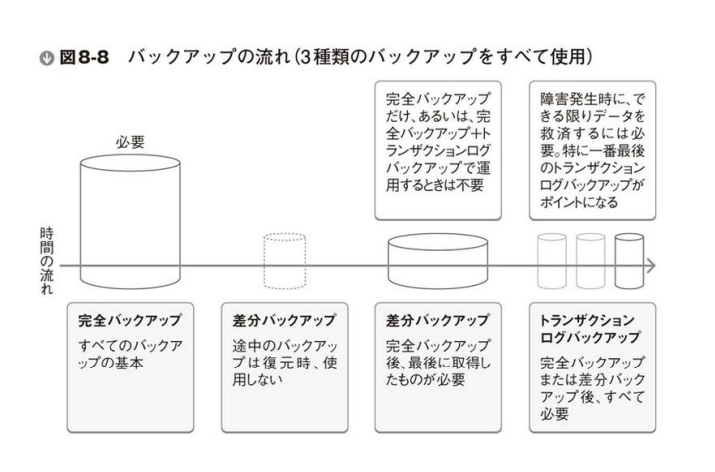 図8-8 バックアップの流れ(3種類のバックアップをすべて使用)
必要
完全バックアップ
だけ、あるいは、完
全バックアップ+ト
ランザクションログ
バックアップで運
用するときは不要
障害発生時に、で
きる限りデータを
救済するには必
要。特に一番最後
のトランザクション
ログバックアップが
ポイントになる
時間の流れ
完全バックアップ
すべてのバックア
ップの基本
差分バックアップ
途中のバックアッ
プは復元時、使
用しない
差分バックアップ
完全バックアップ
後、最後に取得し
たものが必要
トランザクション
ログバックアップ
完全バックアップ
または差分バック
アップ後、すべて
必要